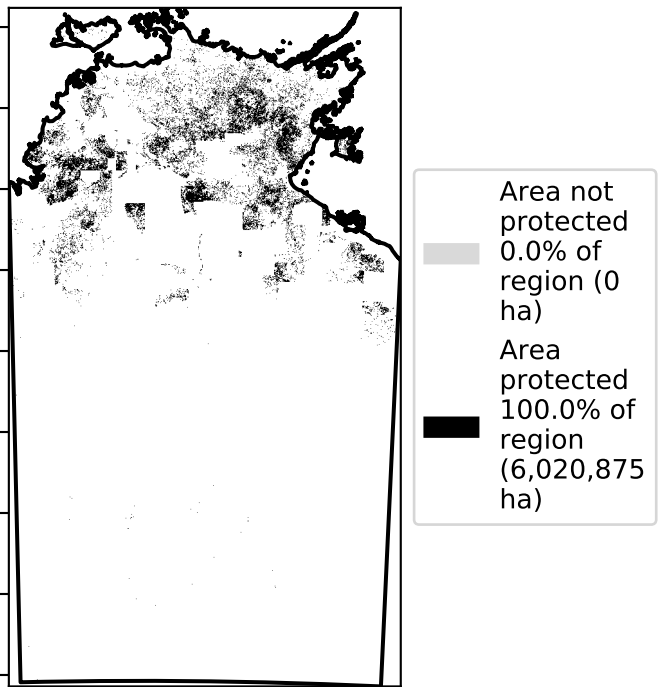 Area not
protected
0.0% of
region (0
ha)
Area
protected
100.0% of
region
(6,020,875
ha)